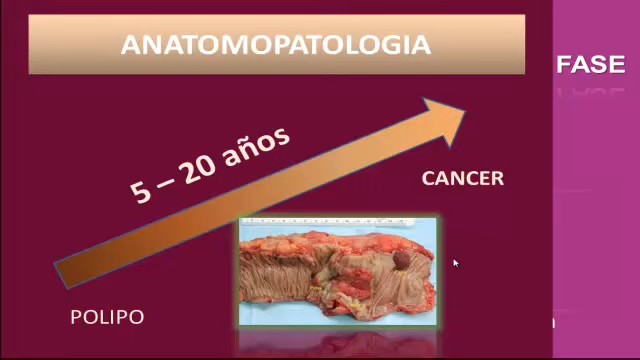 ANATOMOPATOLOGIA
FASE
5 – 20 años
CANCER
POLIPO